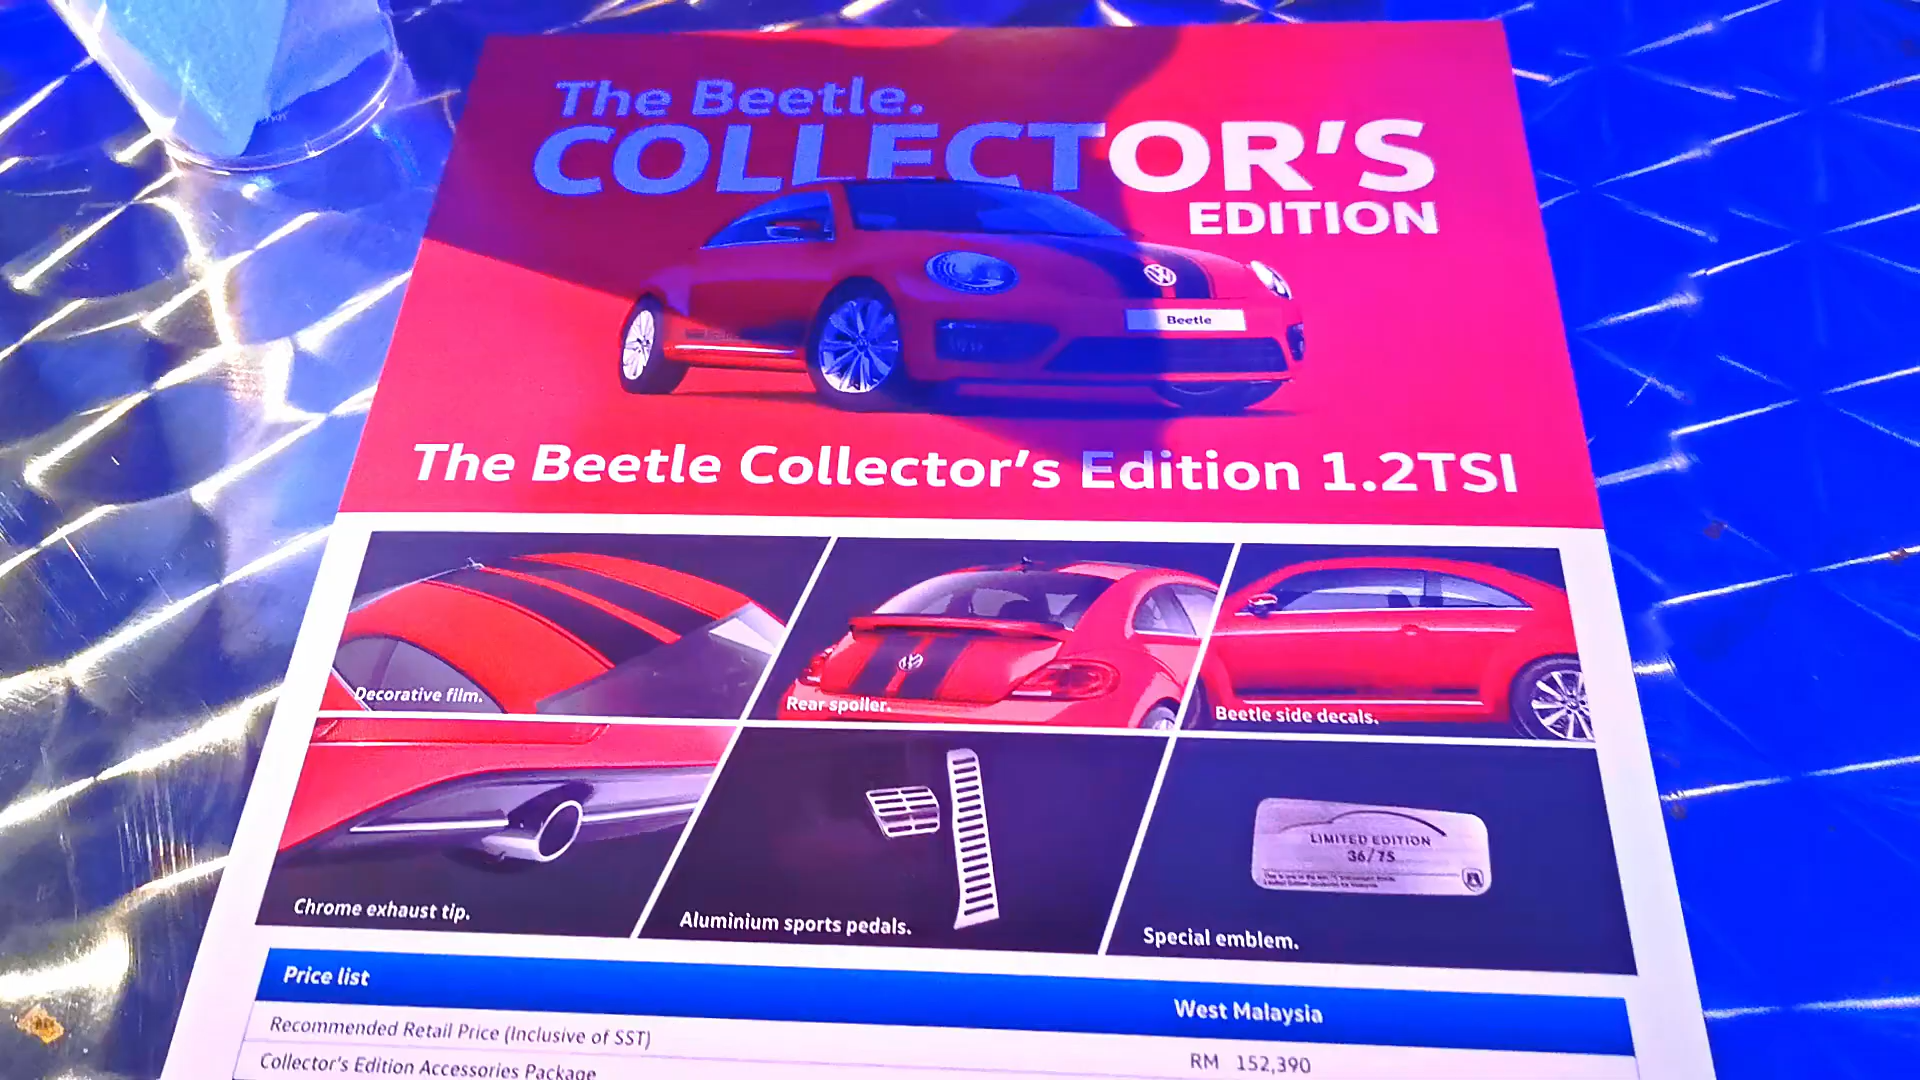 The Beetle.
COLLECTOR'S
EDITION
Beetle
The Beetle Collector's Edition 1.2TSI
Decorative film.
Rear spoiler.
Beetle side decals.
Chrome exhaust tip.
Aluminium sports pedals.
LIMITED EDITION
36/75
Special emblem.
Price list
West Malaysia
Recommended Retail Price (Inclusive of SST)
RM 152,390
Collector's Edition Accessories Package